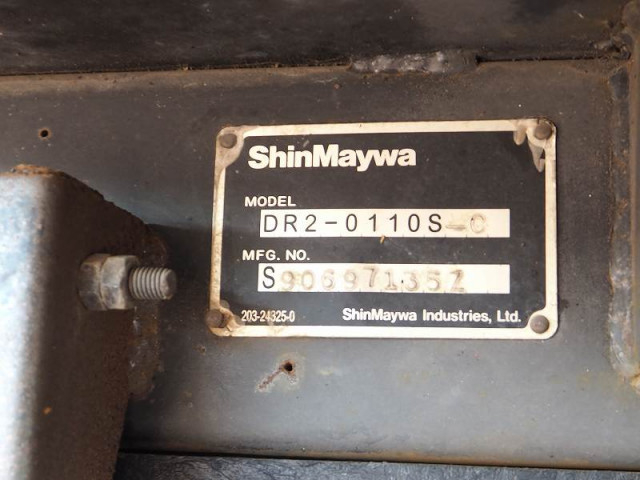 ShinMaywa
MODEL
DR2-0110S-C
MFG. NO.
S906971352
203-24325-0
ShinMaywa Industries, Ltd.